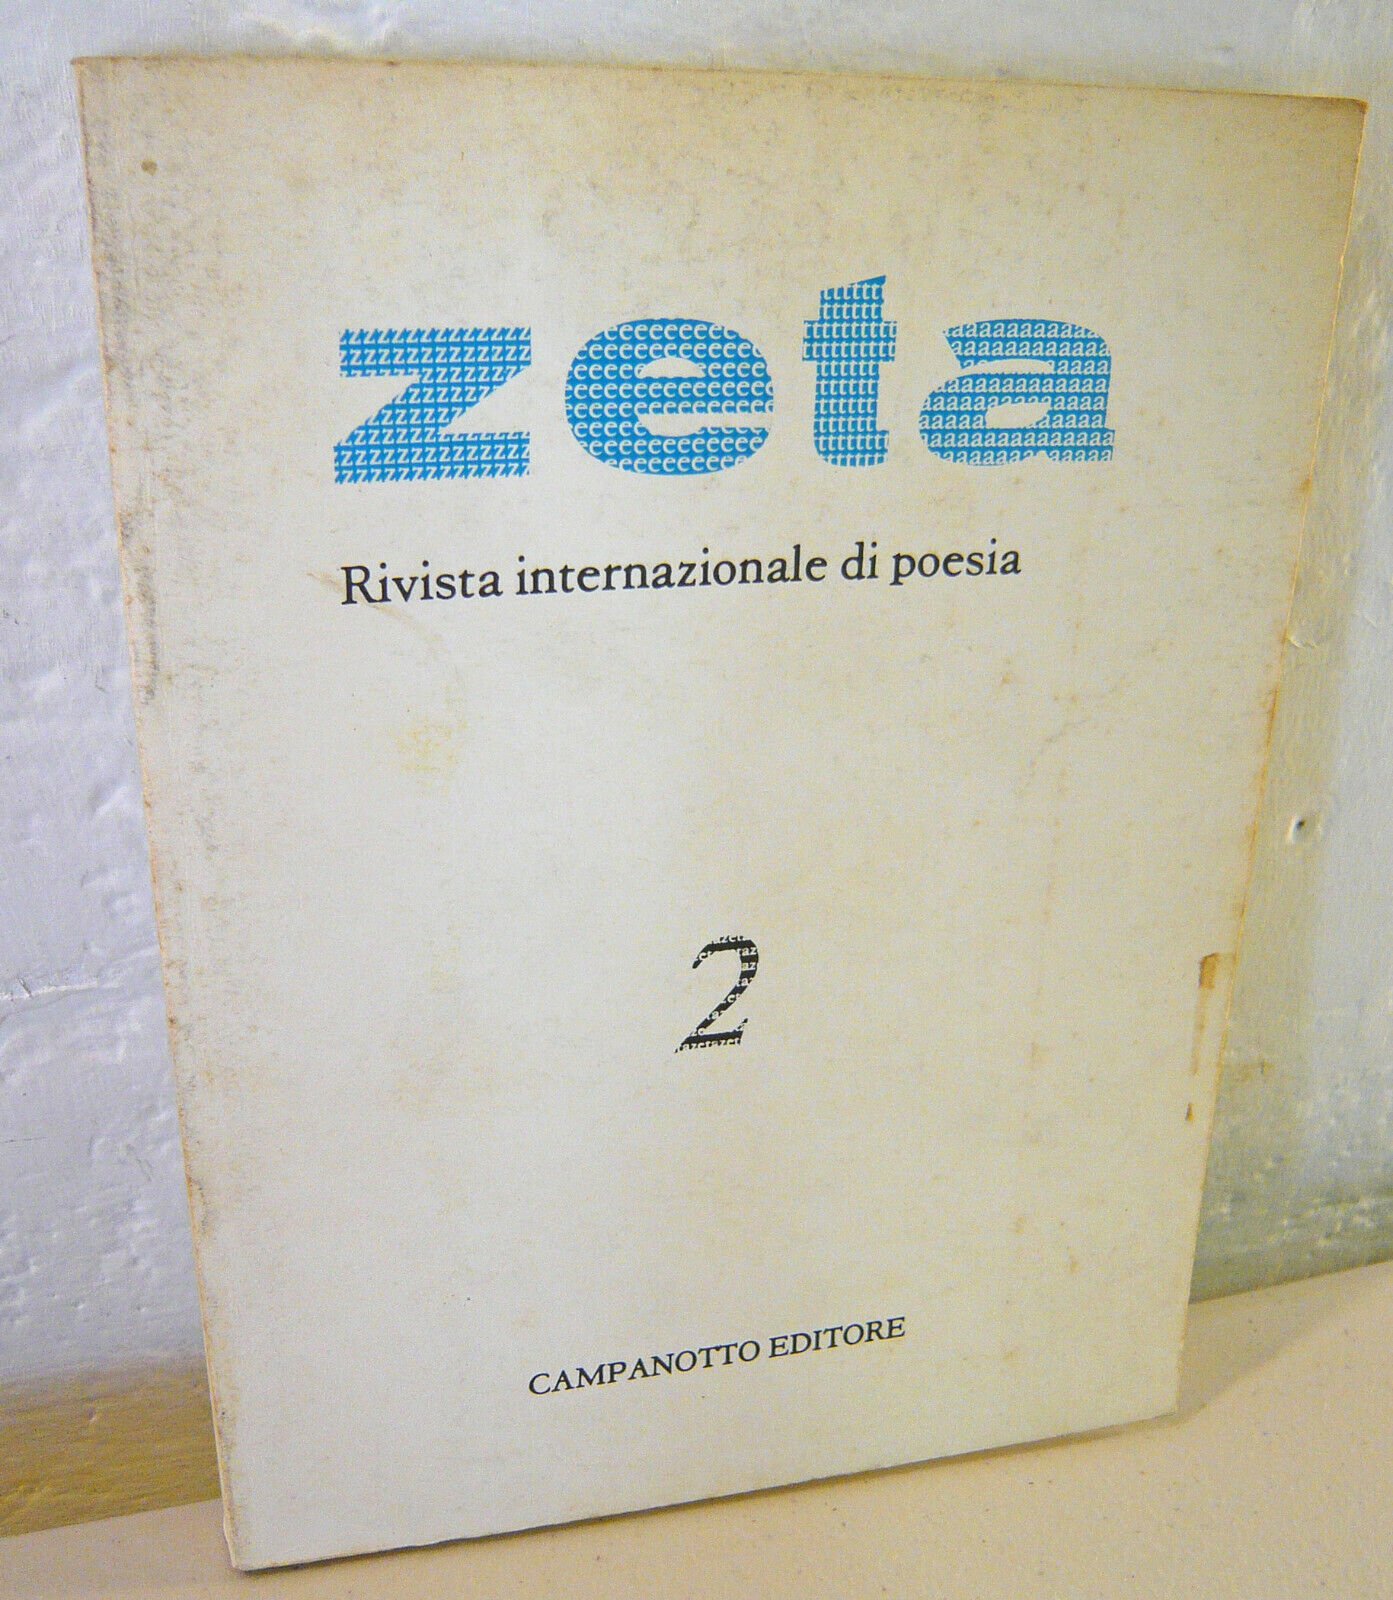 zeta
Rivista internazionale di poesia
2
CAMPANOTTO EDITORE